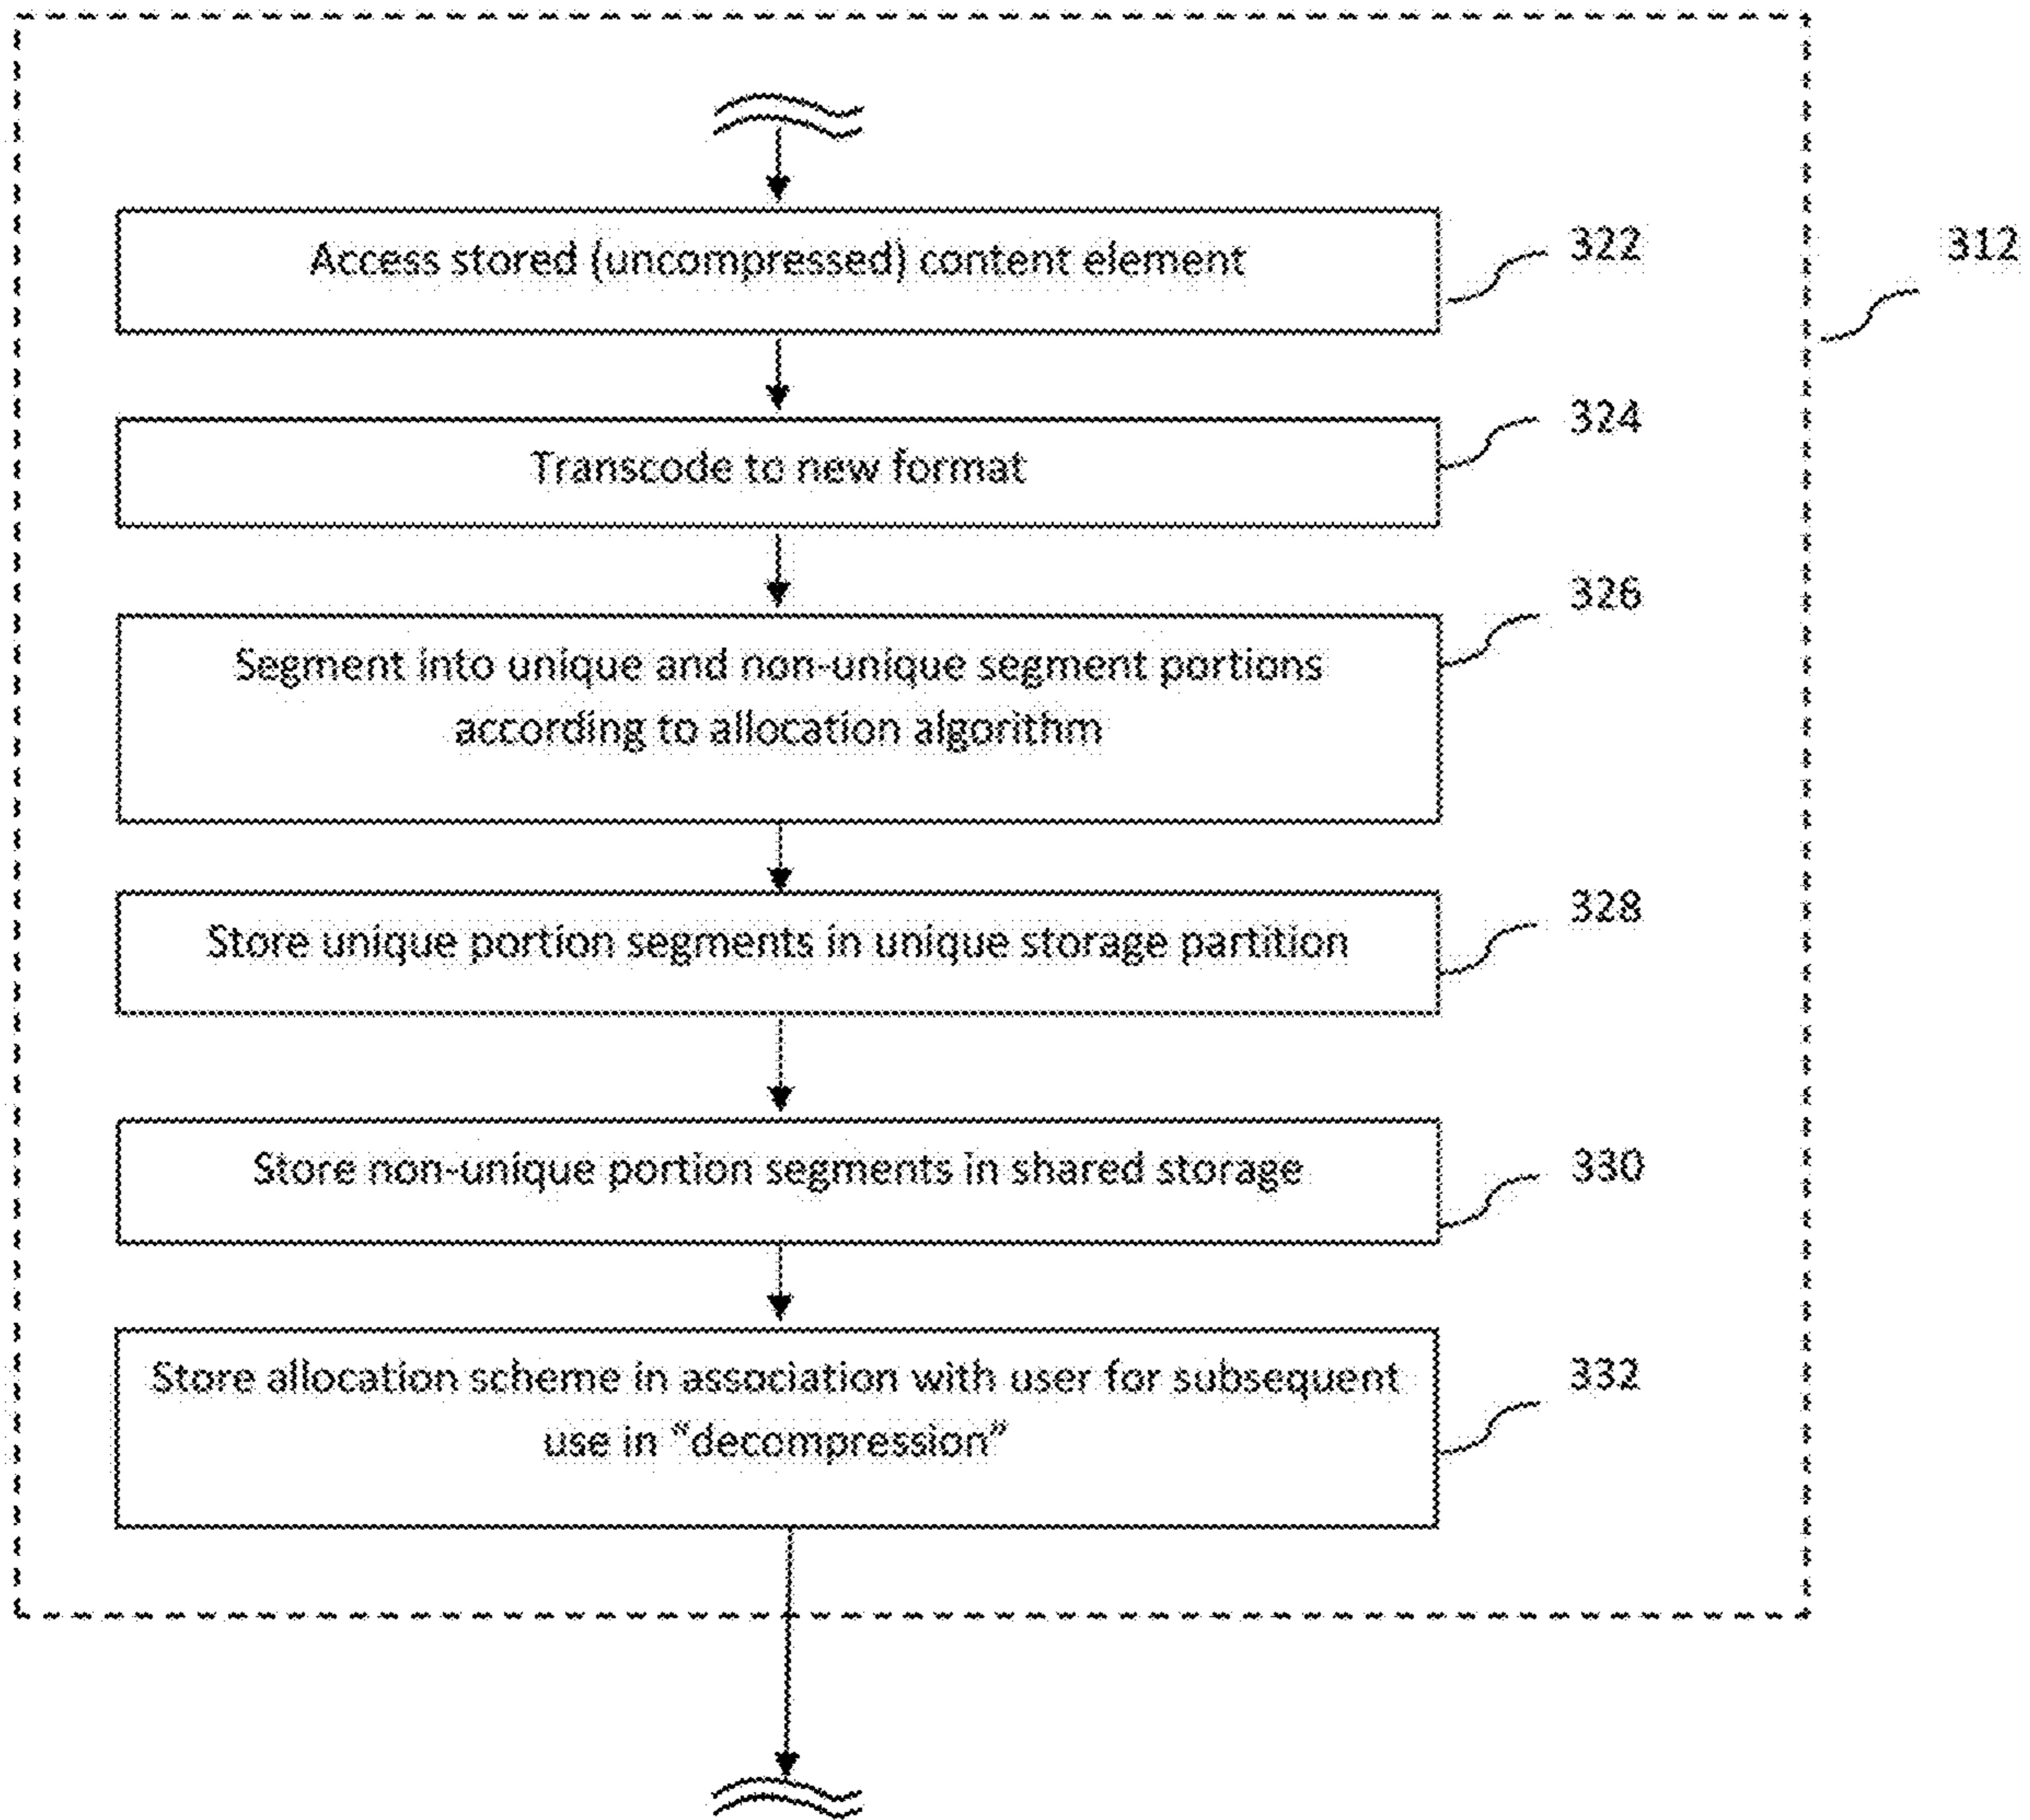 Access stored (uncompressed) content element
322
312
Transcode to new format
324
Segment into unique and non-unique segment portions
according to allocation algorithm
326
Store unique portion segments in unique storage partition
328
Store non-unique portion segments in shared storage
330
Store allocation scheme in association with user for subsequent
use in “decompression”
332